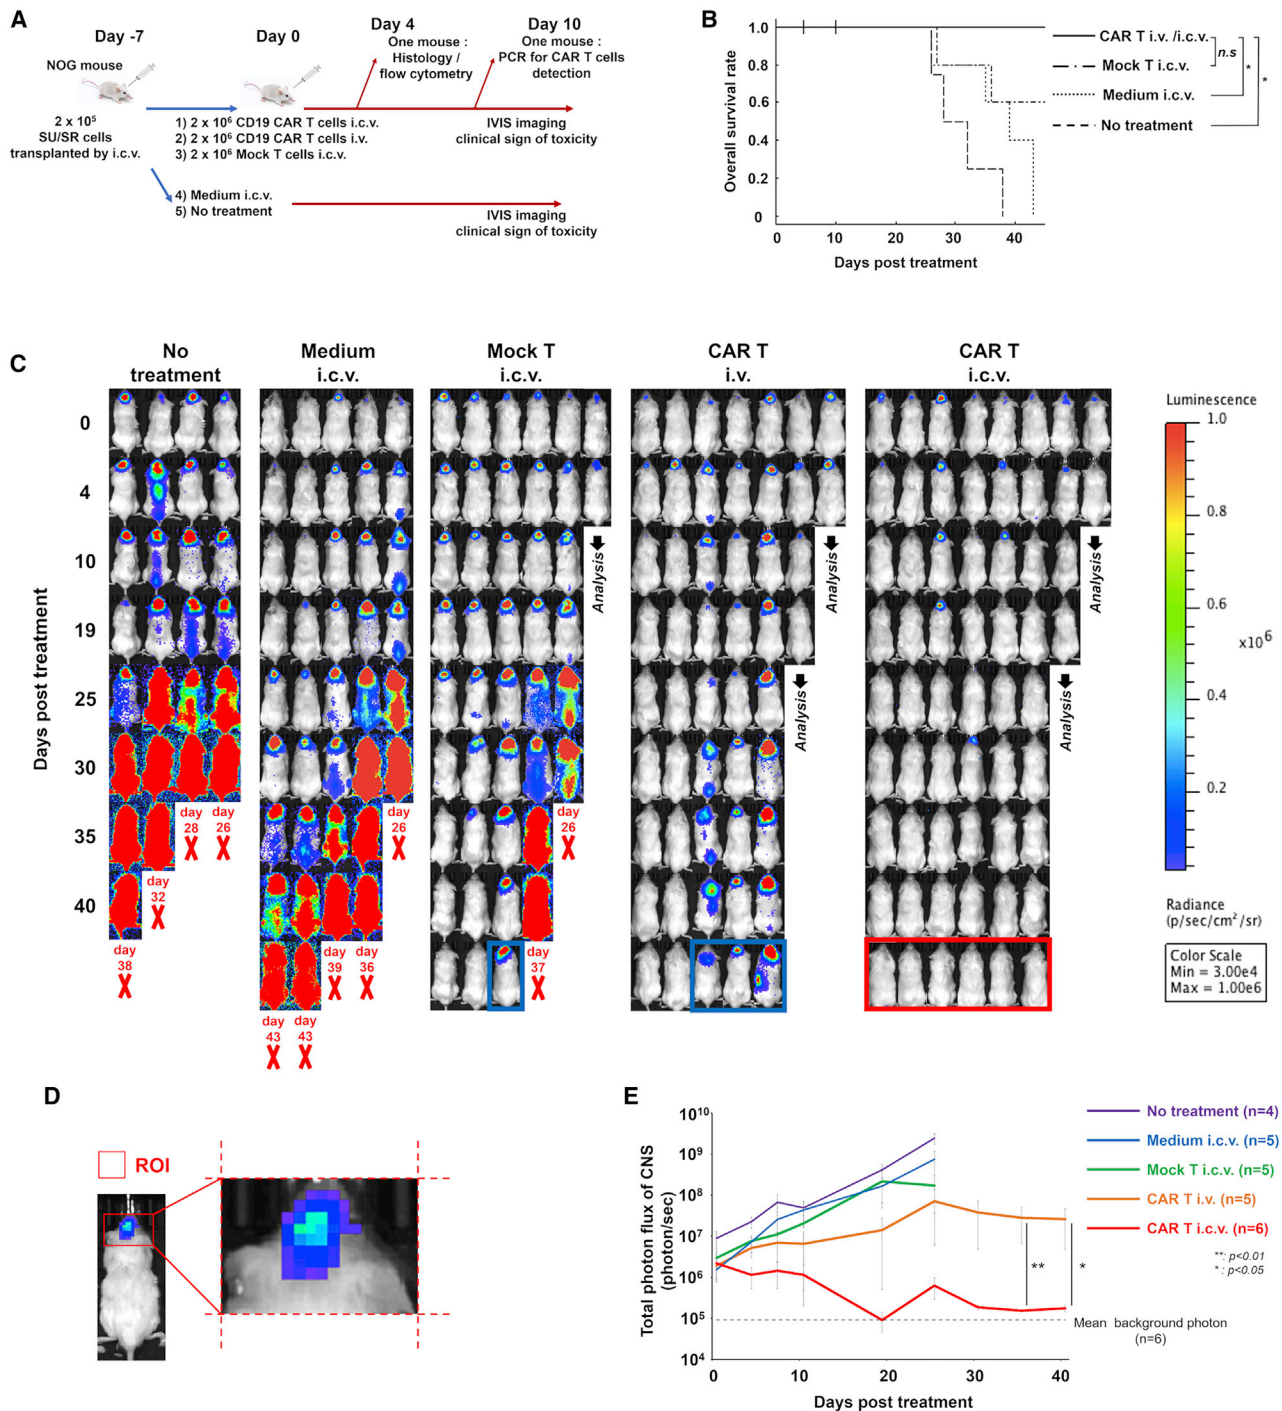 A
Day -7
Day 0
Day 4
Day 10
NOG mouse
One mouse :
Histology /
flow cytometry
One mouse :
PCR for CAR T cells
detection
2 x 10⁵
SU/SR cells
transplanted by i.c.v.
1) 2 x 10⁶ CD19 CAR T cells i.c.v.
2) 2 x 10⁶ CD19 CAR T cells i.v.
3) 2 x 10⁶ Mock T cells i.c.v.
IVIS imaging
clinical sign of toxicity
4) Medium i.c.v.
5) No treatment
IVIS imaging
clinical sign of toxicity
B
Overall survival rate
1.0
0.8
0.6
0.4
0.2
0
0
10
20
30
40
Days post treatment
CAR T i.v. /i.c.v.
Mock T i.c.v.
Medium i.c.v.
No treatment
n.s
*
*
C
No
treatment
Medium
i.c.v.
Mock T
i.c.v.
CAR T
i.v.
CAR T
i.c.v.
Days post treatment
0
4
10
19
25
30
35
40
Analysis
Analysis
Analysis
Analysis
Analysis
day
28
day
26
day
32
day
38
day
26
day
39
day
36
day
43
day
43
day
26
day
37
Luminescence
1.0
0.8
0.6
0.4
0.2
x10⁶
Radiance
(p/sec/cm²/sr)
Color Scale
Min = 3.00e4
Max = 1.00e6
D
ROI
E
Total photon flux of CNS
(photon/sec)
10¹⁰
10⁹
10⁸
10⁷
10⁶
10⁵
10⁴
0
10
20
30
40
Days post treatment
No treatment (n=4)
Medium i.c.v. (n=5)
Mock T i.c.v. (n=5)
CAR T i.v. (n=5)
CAR T i.c.v. (n=6)
**: p<0.01
* : p<0.05
**
*
Mean background photon
(n=6)